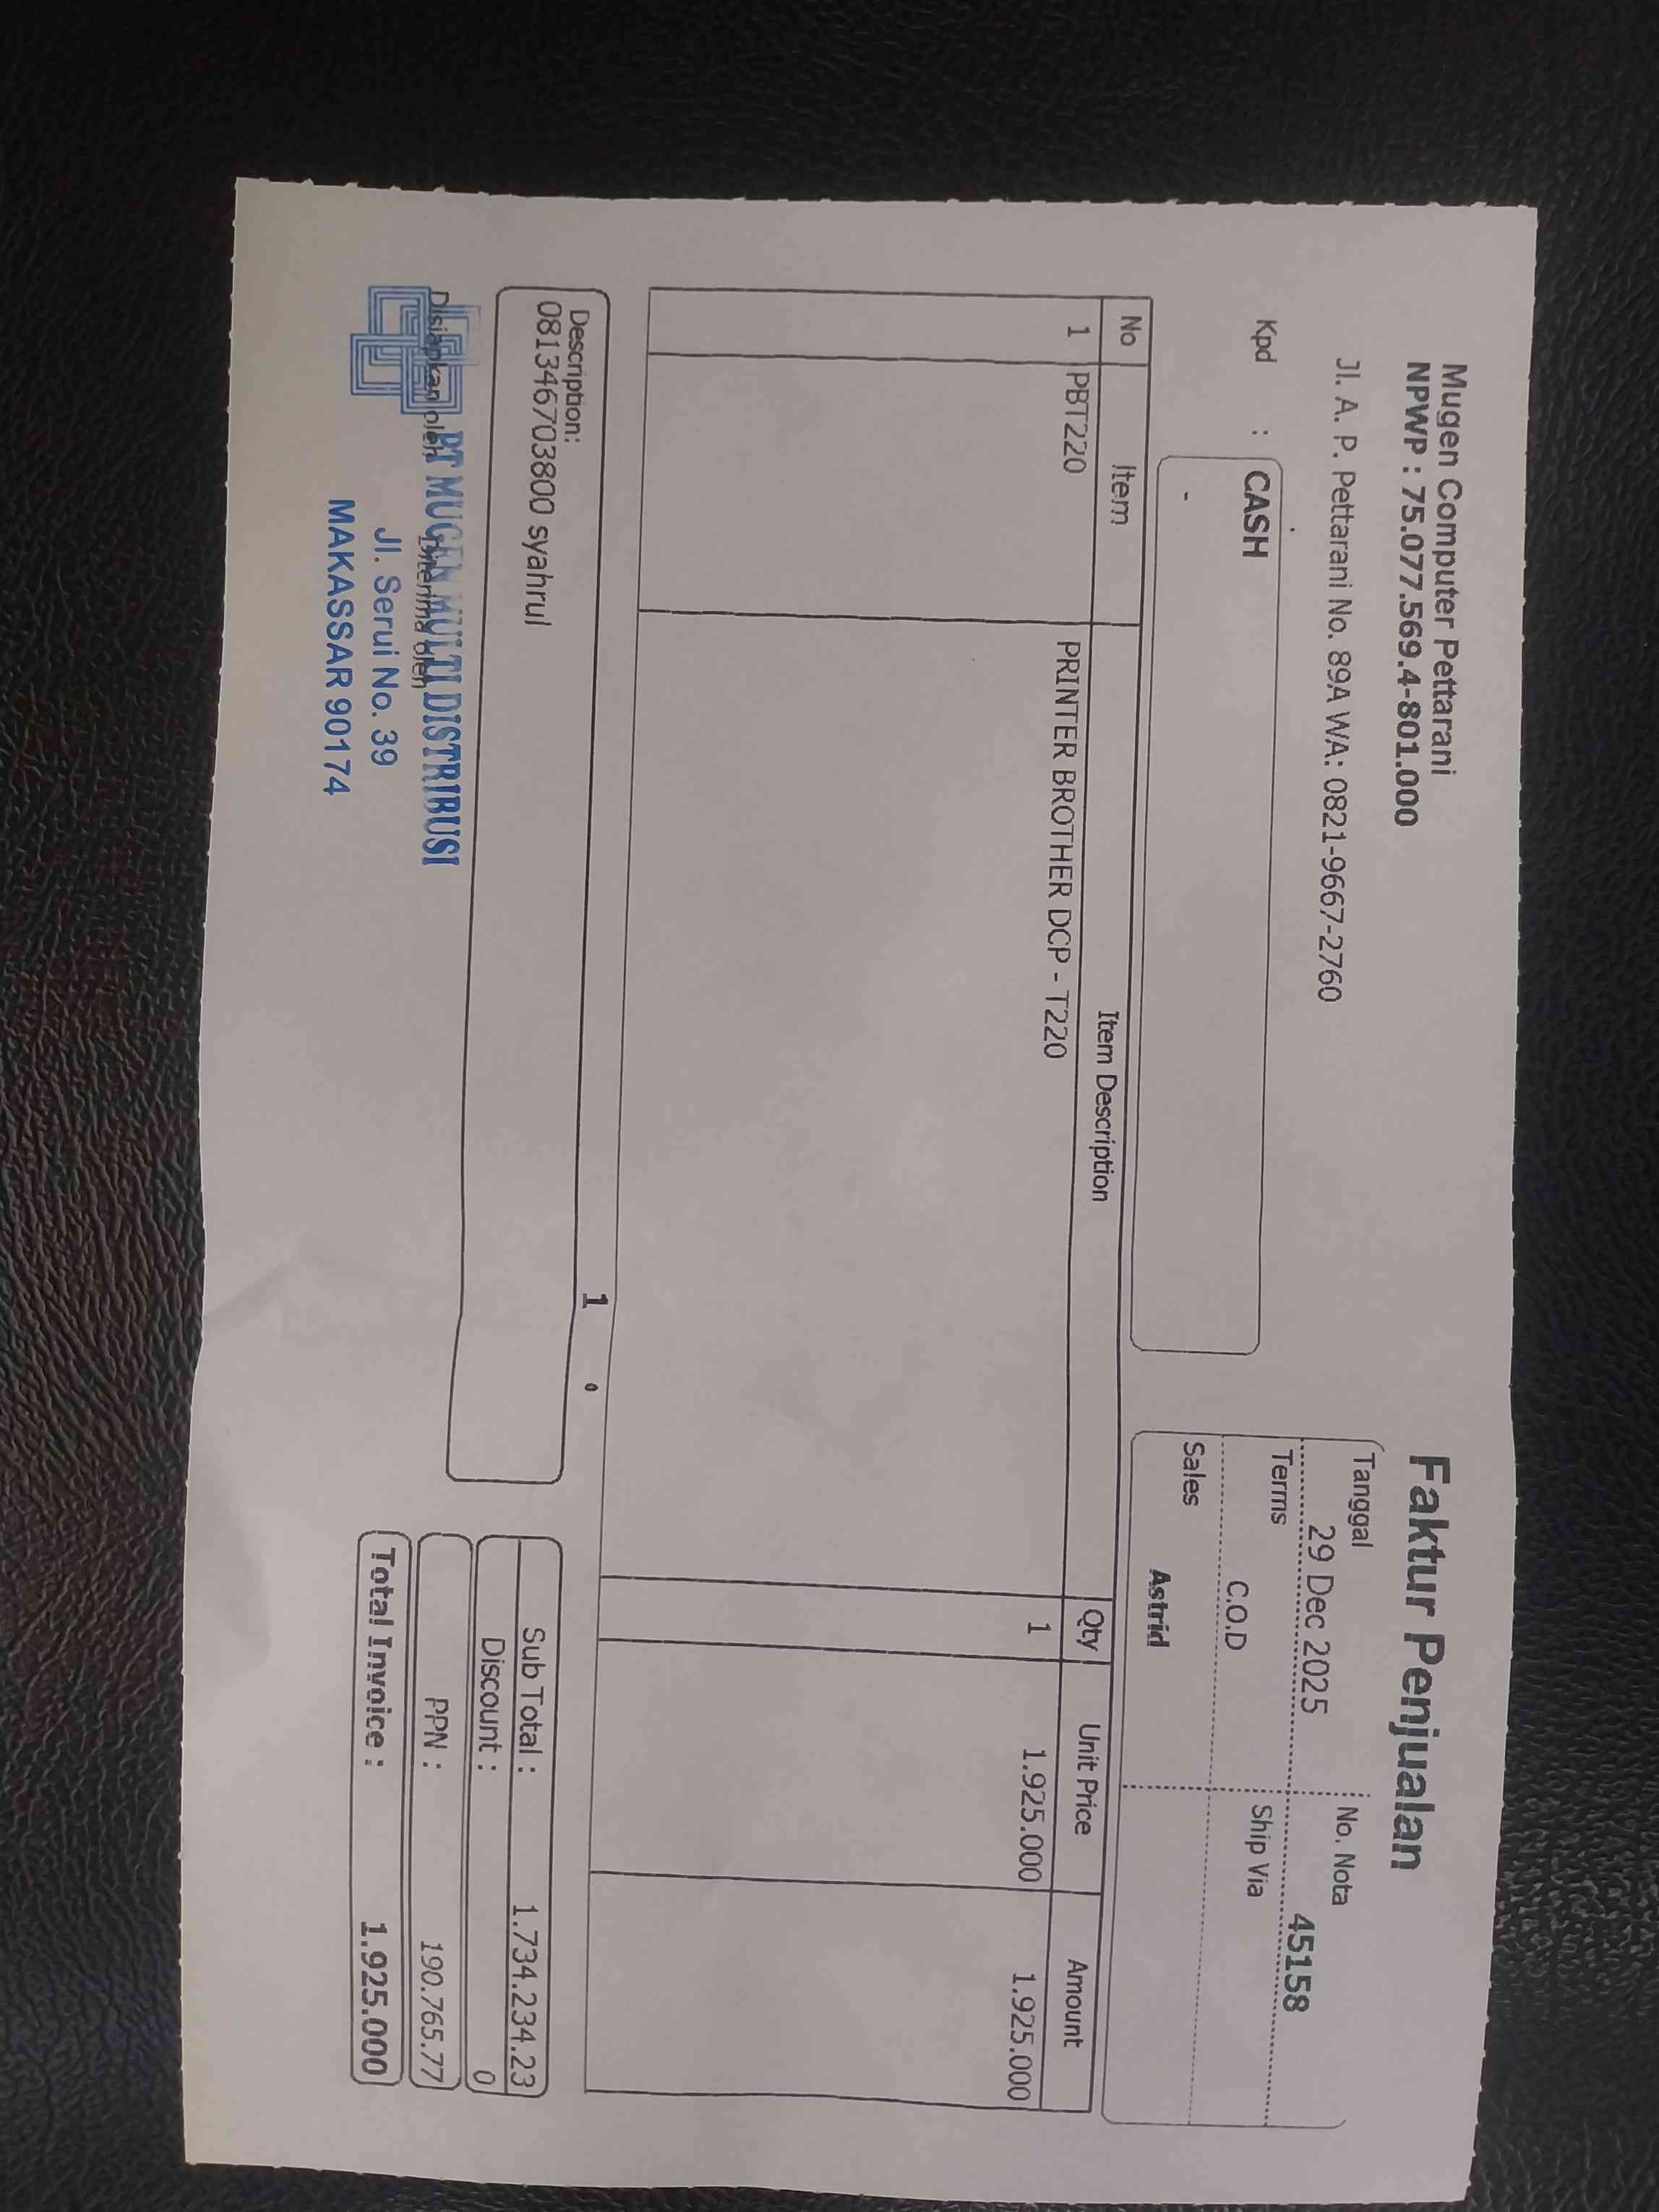 Mugen Computer Pettarani
NPWP : 75.077.569.4-801.000
Jl. A. P. Pettarani No. 89A WA: 0821-9667-2760
Faktur Penjualan
Tanggal
29 Dec 2025
No. Nota
45158
Terms
C.O.D
Ship Via
Sales
Astrid
Kpd : CASH
-
No Item Item Description Qty Unit Price Amount
1 PBT220 PRINTER BROTHER DCP - T220 1 1.925.000 1.925.000
1
Description:
081346703800 syahrul
Sub Total : 1.734.234.23
Discount : 0
PPN : 190.765.77
Total Invoice : 1.925.000
Disiapkan oleh
Diterima oleh
PT MUGEN MULTI DISTRIBUSI
Jl. Serui No. 39
MAKASSAR 90174